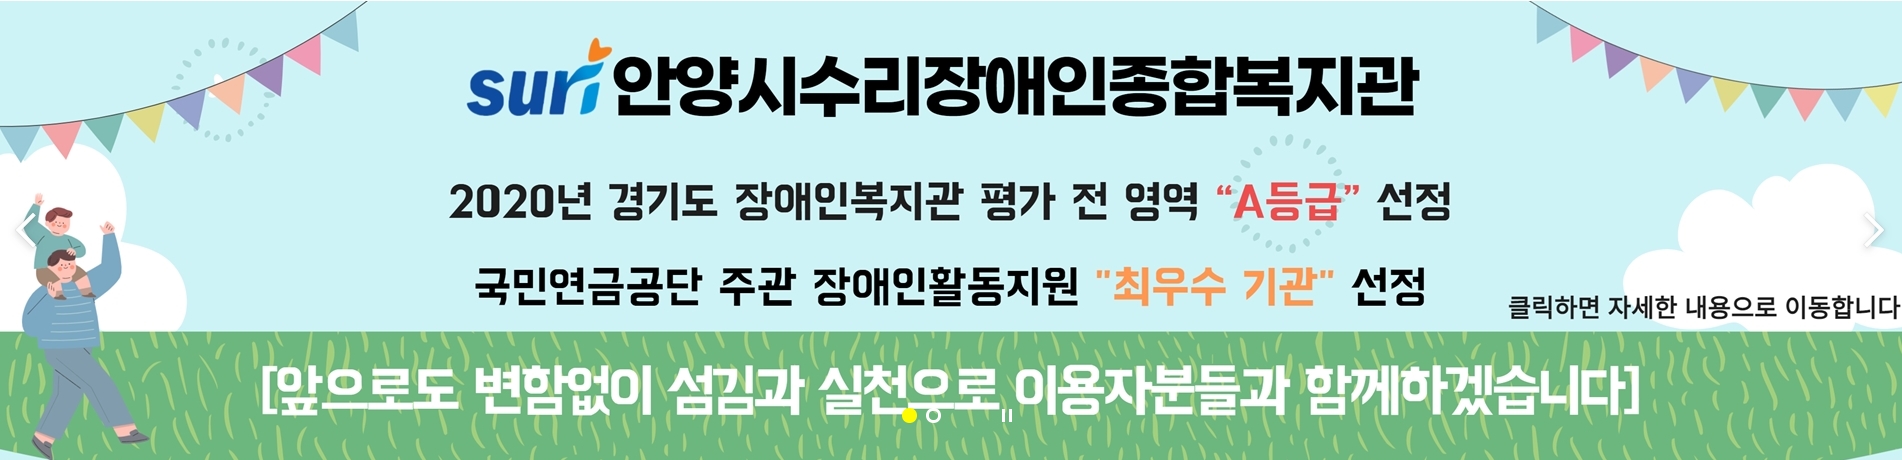 suri 안양시수리장애인종합복지관
2020년 경기도 장애인복지관 평가 전 영역 “A등급” 선정
국민연금공단 주관 장애인활동지원 "최우수 기관" 선정
클릭하면 자세한 내용으로 이동합니다
[앞으로도 변함없이 섬김과 실천으로 이용자분들과 함께하겠습니다]